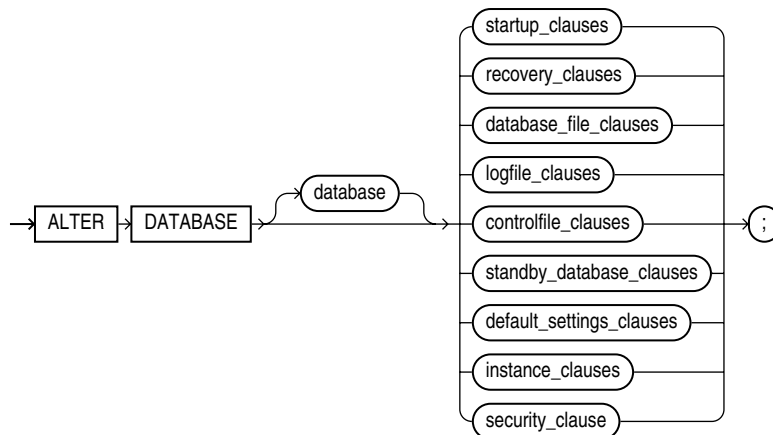 startup_clauses
recovery_clauses
database_file_clauses
logfile_clauses
database
ALTER DATABASE controlfile_clauses ;
standby_database_clauses
default_settings_clauses
instance_clauses
security_clause